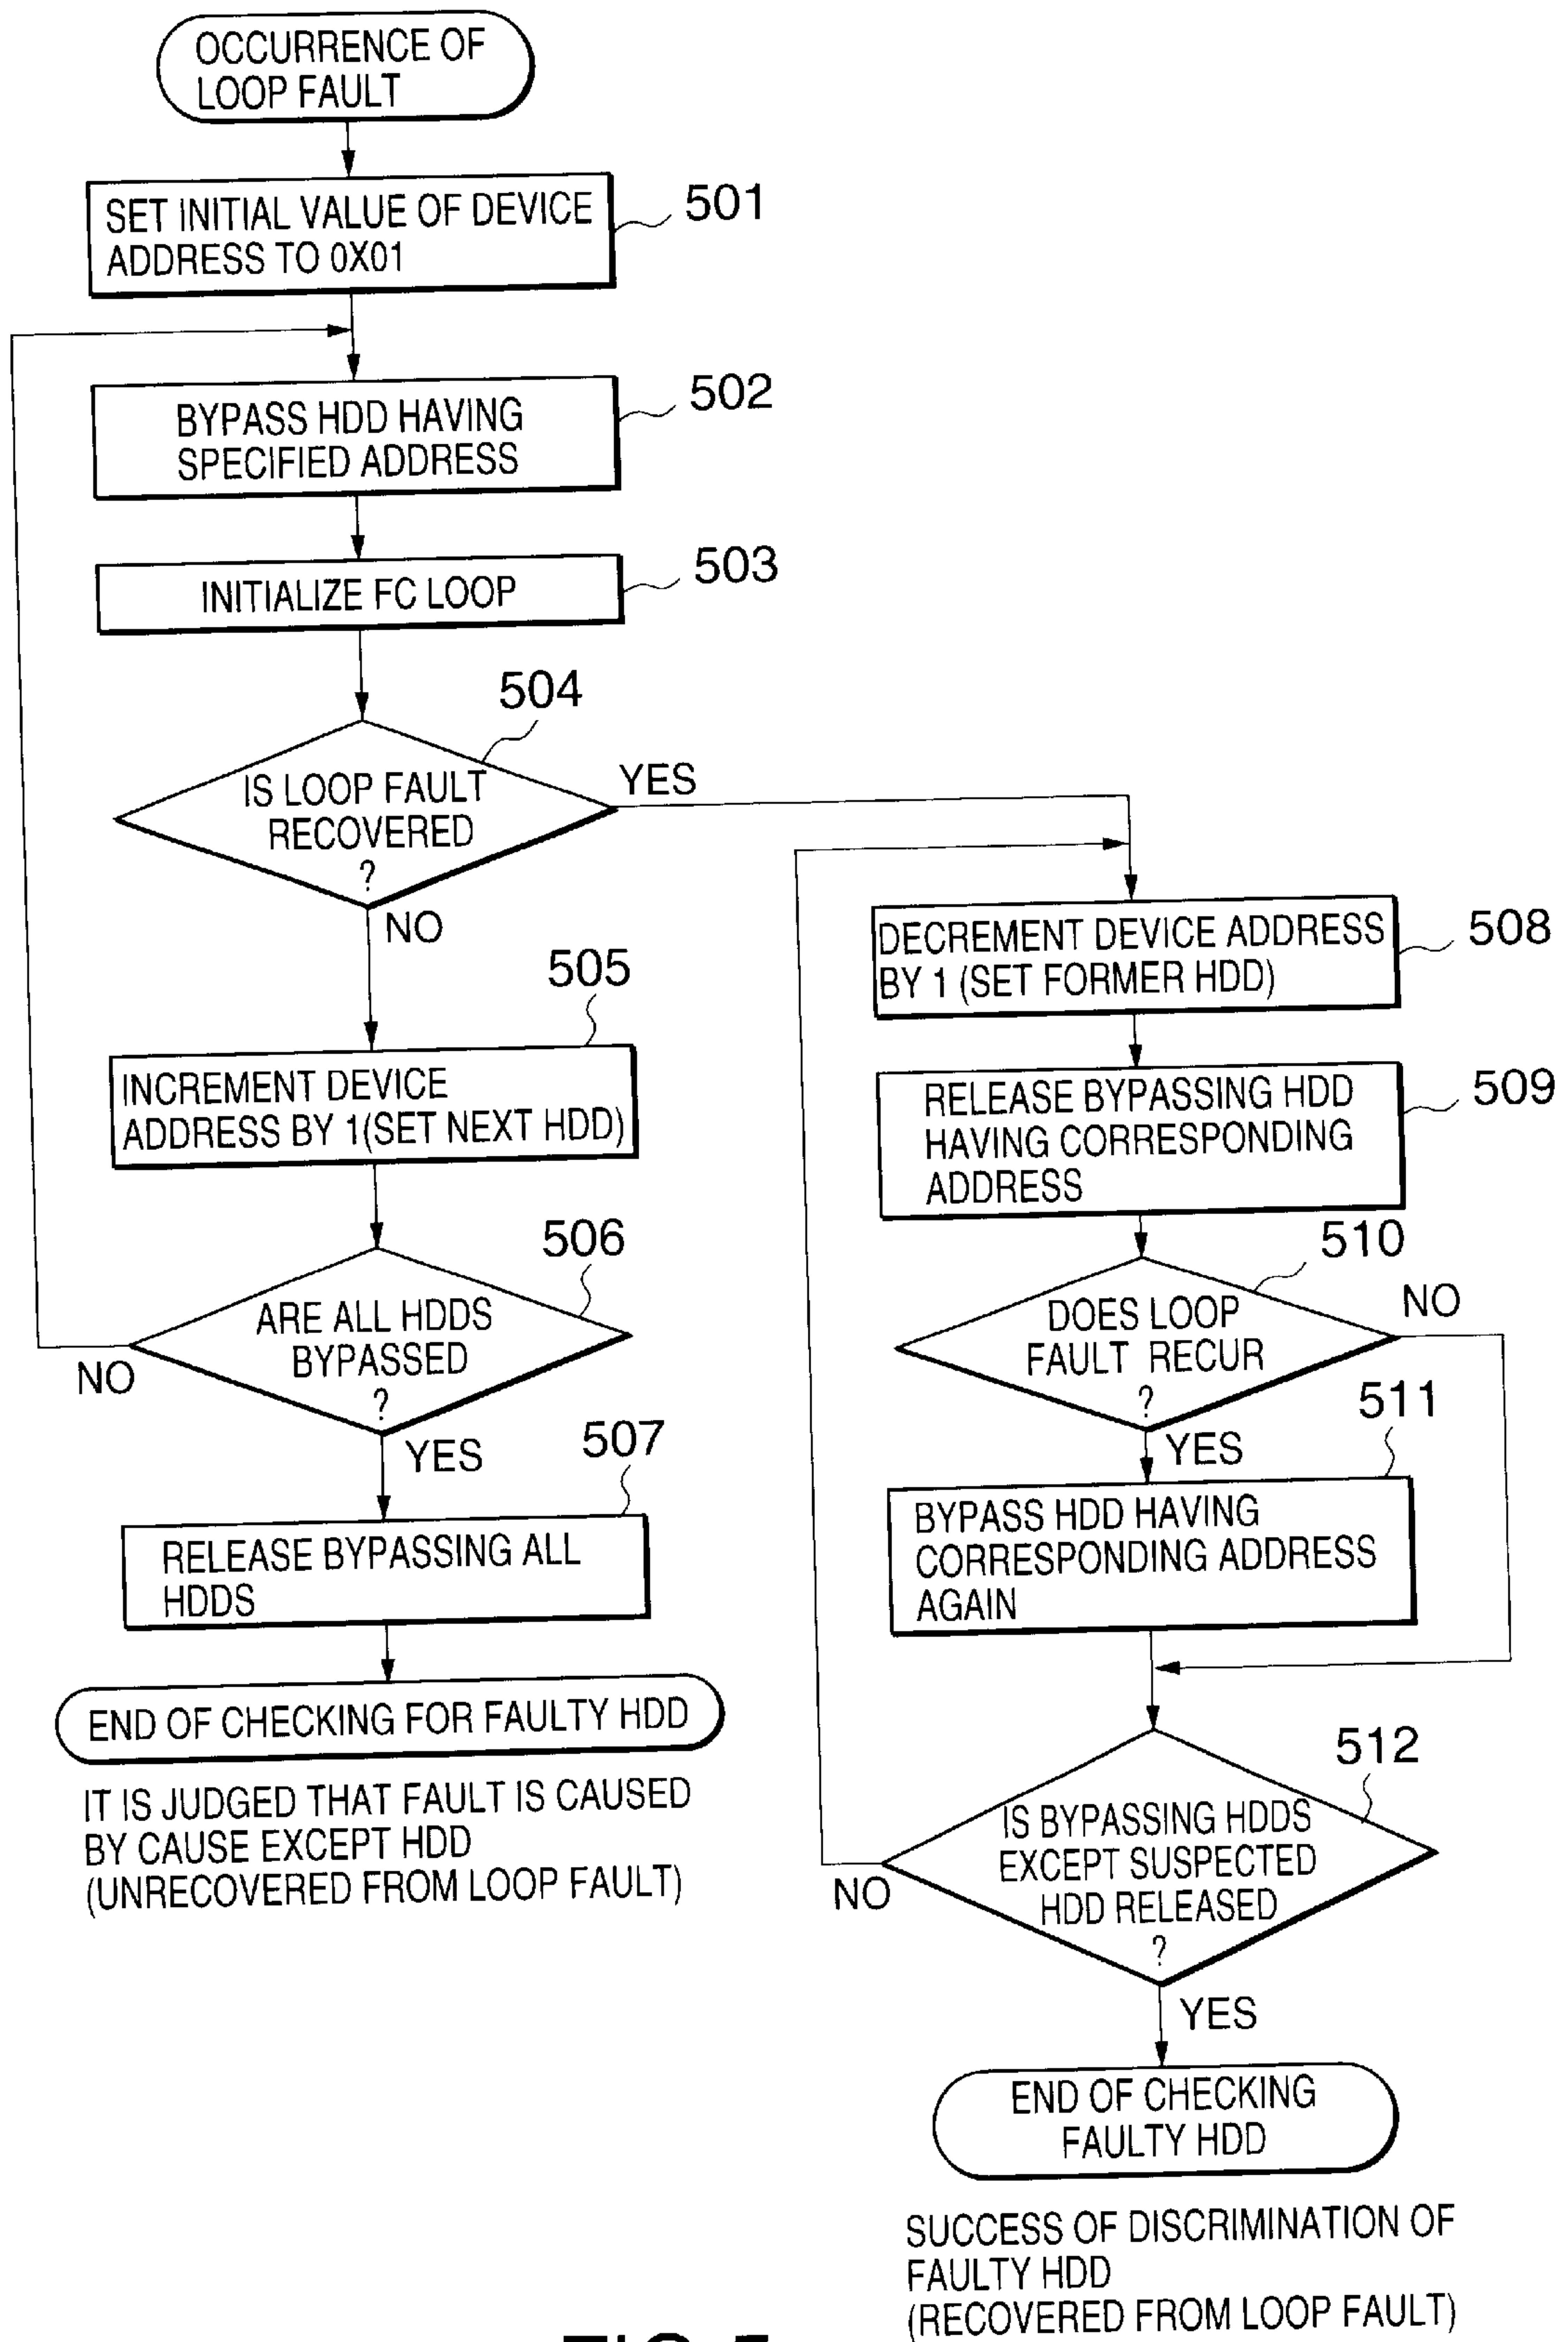 OCCURRENCE OF
LOOP FAULT
SET INITIAL VALUE OF DEVICE
ADDRESS TO 0X01
501
BYPASS HDD HAVING
SPECIFIED ADDRESS
502
INITIALIZE FC LOOP
503
504
IS LOOP FAULT
RECOVERED
?
YES
NO
505
INCREMENT DEVICE
ADDRESS BY 1(SET NEXT HDD)
506
ARE ALL HDDS
BYPASSED
?
NO
YES
507
RELEASE BYPASSING ALL
HDDS
END OF CHECKING FOR FAULTY HDD
IT IS JUDGED THAT FAULT IS CAUSED
BY CAUSE EXCEPT HDD
(UNRECOVERED FROM LOOP FAULT)
DECREMENT DEVICE ADDRESS
BY 1 (SET FORMER HDD)
508
RELEASE BYPASSING HDD
HAVING CORRESPONDING
ADDRESS
509
510
DOES LOOP
FAULT RECUR
?
NO
YES
511
BYPASS HDD HAVING
CORRESPONDING ADDRESS
AGAIN
512
IS BYPASSING HDDS
EXCEPT SUSPECTED
HDD RELEASED
?
NO
YES
END OF CHECKING
FAULTY HDD
SUCCESS OF DISCRIMINATION OF
FAULTY HDD
(RECOVERED FROM LOOP FAULT)